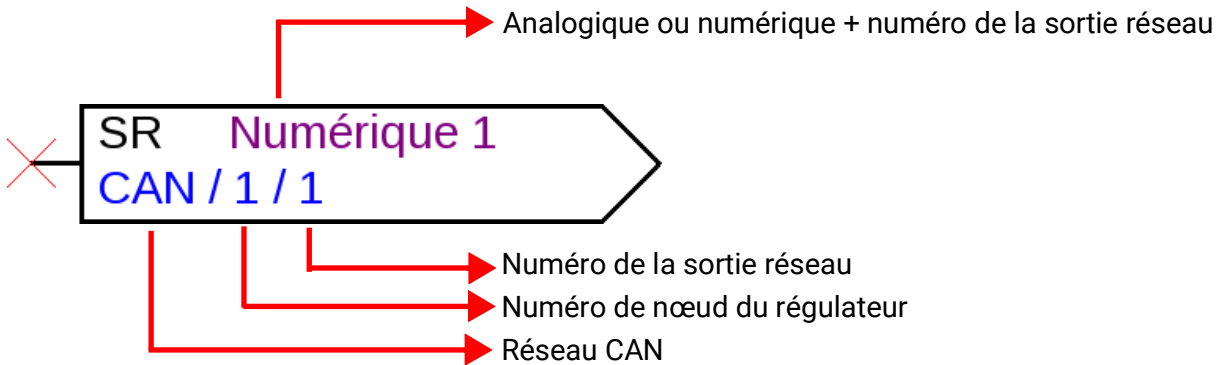 Analogique ou numérique + numéro de la sortie réseau
SR Numérique 1
CAN / 1 / 1
Numéro de la sortie réseau
Numéro de nœud du régulateur
Réseau CAN